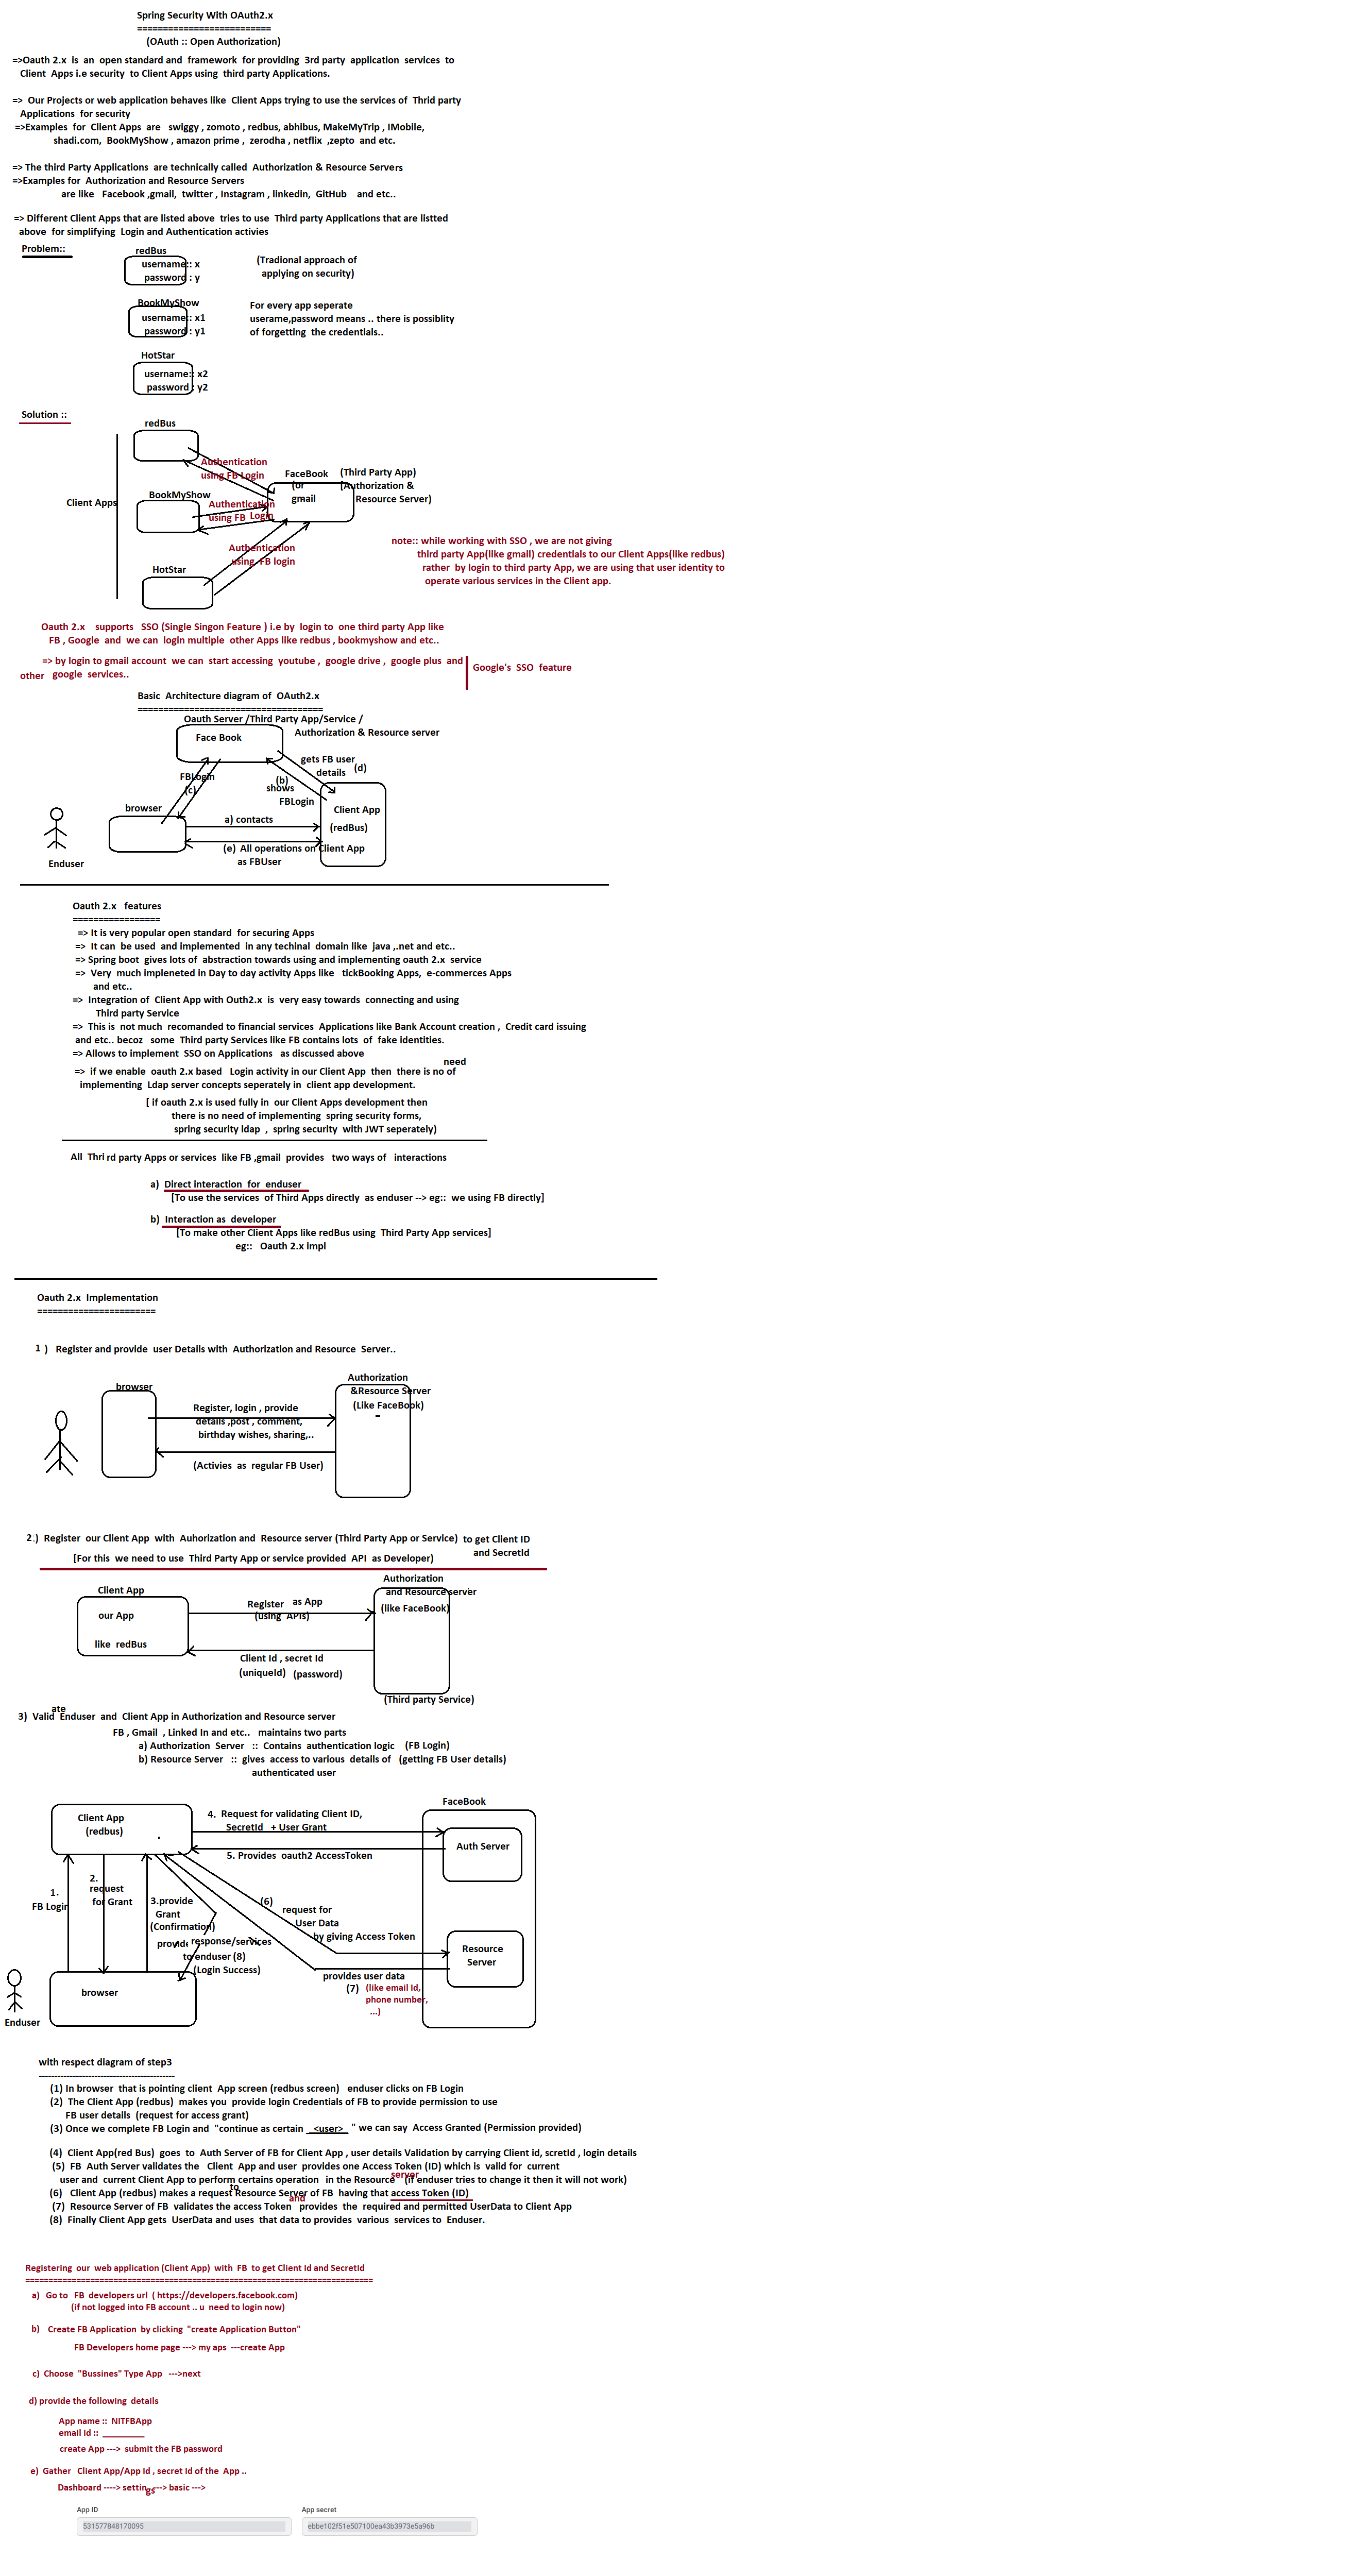 Spring Security With OAuth2.x
==========================
(OAuth :: Open Authorization)
=>Oauth 2.x is an open standard and framework for providing 3rd party application services to
Client Apps i.e security to Client Apps using third party Applications.
=> Our Projects or web application behaves like Client Apps trying to use the services of Thrid party
Applications for security
=>Examples for Client Apps are swiggy , zomoto , redbus, abhibus, MakeMyTrip , IMobile,
shadi.com, BookMyShow , amazon prime , zerodha , netflix ,zepto and etc.
=> The third Party Applications are technically called Authorization & Resource Servers
=>Examples for Authorization and Resource Servers
are like Facebook ,gmail, twitter , Instagram , linkedin, GitHub and etc..
=> Different Client Apps that are listed above tries to use Third party Applications that are listted
above for simplifying Login and Authentication activies
Problem::
redBus
username:: x
password : y
(Tradional approach of
applying on security)
BookMyShow
username:: x1
password : y1
For every app seperate
userame,password means .. there is possiblity
of forgetting the credentials..
HotStar
username:: x2
password : y2
Solution ::
redBus
Authentication
using FB Login
FaceBook
(or
gmail
(Third Party App)
[Authorization &
Resource Server)
Client Apps
BookMyShow
Authentication
using FB Login
Authentication
using FB login
HotStar
note:: while working with SSO , we are not giving
third party App(like gmail) credentials to our Client Apps(like redbus)
rather by login to third party App, we are using that user identity to
operate various services in the Client app.
Oauth 2.x supports SSO (Single Singon Feature ) i.e by login to one third party App like
FB , Google and we can login multiple other Apps like redbus , bookmyshow and etc..
=> by login to gmail account we can start accessing youtube , google drive , google plus and
other google services..
Google's SSO feature
Basic Architecture diagram of OAuth2.x
====================================
Oauth Server /Third Party App/Service /
Authorization & Resource server
Face Book
gets FB user
details (d)
FBLogin
(c)
(b)
shows
FBLogin
browser
Client App
(redBus)
a) contacts
(e) All operations on Client App
as FBUser
Enduser
Oauth 2.x features
=================
=> It is very popular open standard for securing Apps
=> It can be used and implemented in any techinal domain like java ,.net and etc..
=> Spring boot gives lots of abstraction towards using and implementing oauth 2.x service
=> Very much impleneted in Day to day activity Apps like tickBooking Apps, e-commerces Apps
and etc..
=> Integration of Client App with Outh2.x is very easy towards connecting and using
Third party Service
=> This is not much recomanded to financial services Applications like Bank Account creation , Credit card issuing
and etc.. becoz some Third party Services like FB contains lots of fake identities.
=> Allows to implement SSO on Applications as discussed above
need
=> if we enable oauth 2.x based Login activity in our Client App then there is no of
implementing Ldap server concepts seperately in client app development.
[ if oauth 2.x is used fully in our Client Apps development then
there is no need of implementing spring security forms,
spring security ldap , spring security with JWT seperately)
All Thri rd party Apps or services like FB ,gmail provides two ways of interactions
a) Direct interaction for enduser
[To use the services of Third Apps directly as enduser --> eg:: we using FB directly]
b) Interaction as developer
[To make other Client Apps like redBus using Third Party App services]
eg:: Oauth 2.x impl
Oauth 2.x Implementation
=======================
1 ) Register and provide user Details with Authorization and Resource Server..
browser
Authorization
&Resource Server
(Like FaceBook)
Register, login , provide
details ,post , comment,
birthday wishes, sharing,..
(Activies as regular FB User)
2.) Register our Client App with Auhorization and Resource server (Third Party App or Service) to get Client ID
and SecretId
[For this we need to use Third Party App or service provided API as Developer)
Client App
our App
like redBus
Authorization
and Resource server
(like FaceBook)
Register as App
(using APIs)
Client Id , secret Id
(uniqueId) (password)
(Third party Service)
ate
3) Valid Enduser and Client App in Authorization and Resource server
FB , Gmail , Linked In and etc.. maintains two parts
a) Authorization Server :: Contains authentication logic (FB Login)
b) Resource Server :: gives access to various details of (getting FB User details)
authenticated user
FaceBook
Client App
(redbus)
4. Request for validating Client ID,
SecretId + User Grant
Auth Server
5. Provides oauth2 AccessToken
1.
FB Login
2.
request
for Grant
3.provide
Grant
(Confirmation)
(6)
request for
User Data
by giving Access Token
provide response/services
to enduser (8)
(Login Success)
Resource
Server
provides user data
(7) (like email Id,
phone number,
...)
browser
Enduser
with respect diagram of step3
--------------------------------------------
(1) In browser that is pointing client App screen (redbus screen) enduser clicks on FB Login
(2) The Client App (redbus) makes you provide login Credentials of FB to provide permission to use
FB user details (request for access grant)
(3) Once we complete FB Login and "continue as certain <user> " we can say Access Granted (Permission provided)
(4) Client App(red Bus) goes to Auth Server of FB for Client App , user details Validation by carrying Client id, scretId , login details
(5) FB Auth Server validates the Client App and user provides one Access Token (ID) which is valid for current
server
user and current Client App to perform certains operation in the Resource (if enduser tries to change it then it will not work)
to
(6) Client App (redbus) makes a request Resource Server of FB having that access Token (ID)
and
(7) Resource Server of FB validates the access Token provides the required and permitted UserData to Client App
(8) Finally Client App gets UserData and uses that data to provides various services to Enduser.
Registering our web application (Client App) with FB to get Client Id and SecretId
===========================================================================
a) Go to FB developers url ( https://developers.facebook.com)
(if not logged into FB account .. u need to login now)
b) Create FB Application by clicking "create Application Button"
FB Developers home page ---> my aps ---create App
c) Choose "Bussines" Type App --->next
d) provide the following details
App name :: NITFBApp
email Id :: _________
create App ---> submit the FB password
e) Gather Client App/App Id , secret Id of the App ..
Dashboard ----> settings---> basic --->
App ID
App secret
531577848170095
ebbe102f51e507100ea43b3973e5a96b